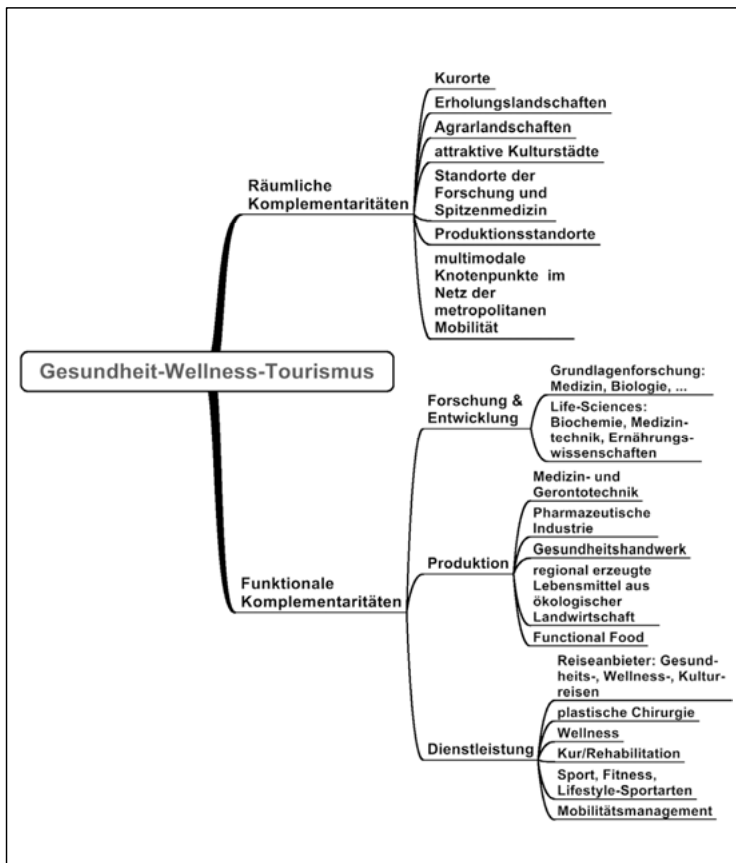 Kurorte
Erholungslandschaften
Agrarlandschaften
attraktive Kulturstädte
Standorte der
Forschung und
Spitzenmedizin
Produktionsstandorte
multimodale
Knotenpunkte im
Netz der
metropolitanen
Mobilität
Räumliche
Komplementaritäten
Gesundheit-Wellness-Tourismus
Funktionale
Komplementaritäten
Forschung &
Entwicklung
Grundlagenforschung:
Medizin, Biologie, ...
Life-Sciences:
Biochemie, Medizin-
technik, Ernährungs-
wissenschaften
Produktion
Medizin- und
Gerontotechnik
Pharmazeutische
Industrie
Gesundheitshandwerk
regional erzeugte
Lebensmittel aus
ökologischer
Landwirtschaft
Functional Food
Dienstleistung
Reiseanbieter: Gesund-
heits-, Wellness-, Kultur-
reisen
plastische Chirurgie
Wellness
Kur/Rehabilitation
Sport, Fitness,
Lifestyle-Sportarten
Mobilitätsmanagement